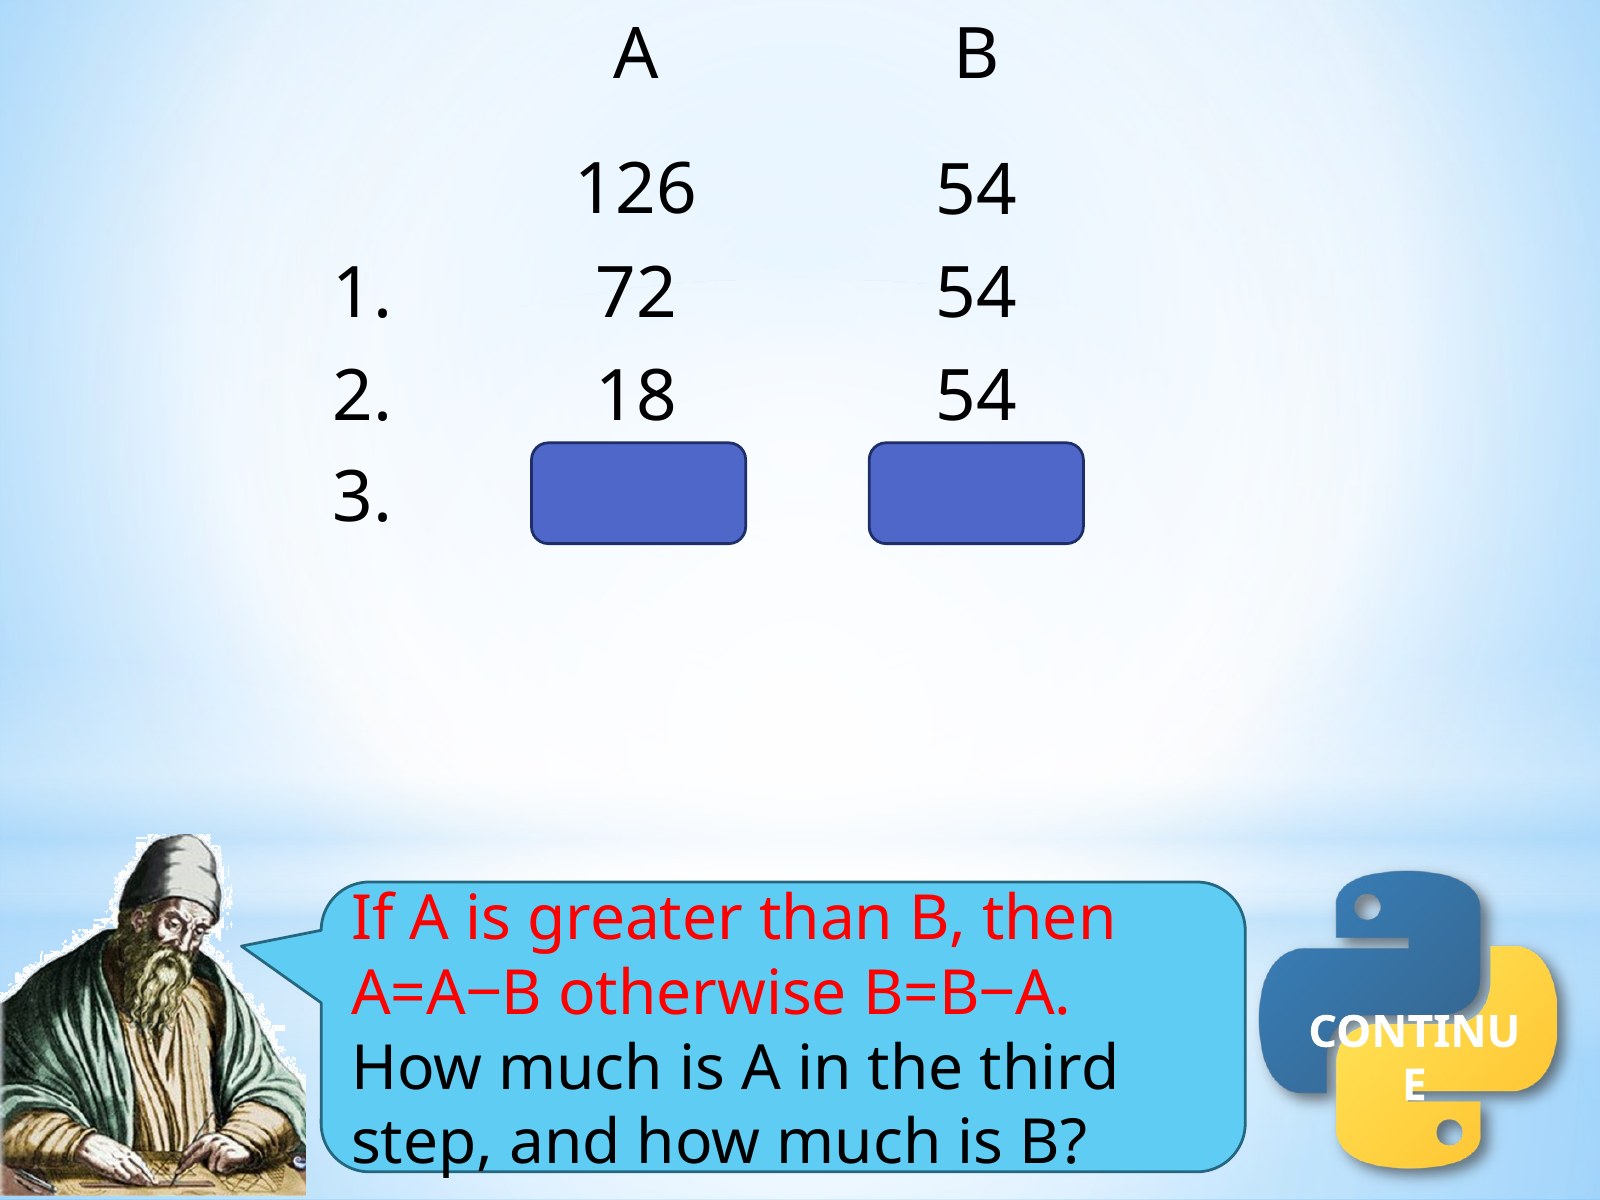 A B
126 54
1. 72 54
2. 18 54
3.
If A is greater than B, then
A=A−B otherwise B=B−A.
How much is A in the third
step, and how much is B?
CONTINU
E